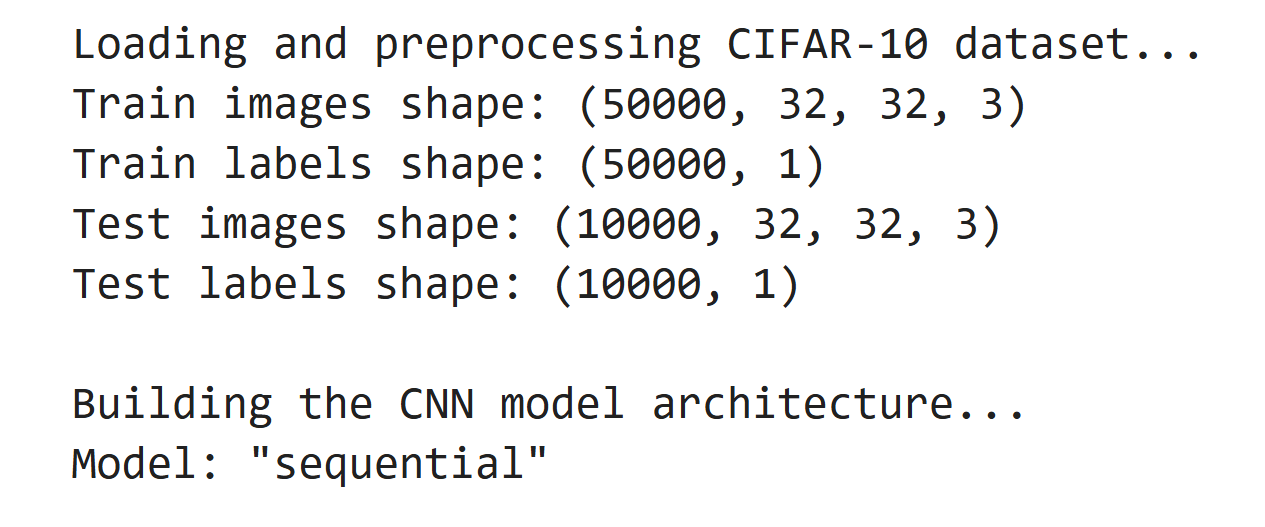 Loading and preprocessing CIFAR-10 dataset...
Train images shape: (50000, 32, 32, 3)
Train labels shape: (50000, 1)
Test images shape: (10000, 32, 32, 3)
Test labels shape: (10000, 1)
Building the CNN model architecture...
Model: "sequential"